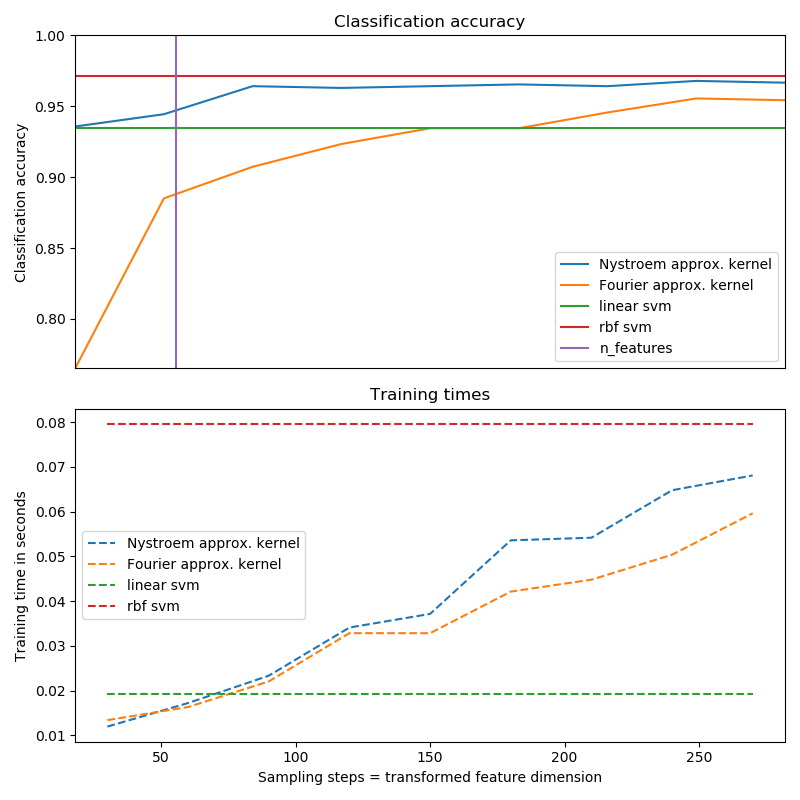 Classification accuracy
1.00
0.95
0.90
0.85
0.80
Classification accuracy
Nystroem approx. kernel
Fourier approx. kernel
linear svm
rbf svm
n_features
Training times
0.08
0.07
0.06
0.05
0.04
0.03
0.02
0.01
Training time in seconds
Nystroem approx. kernel
Fourier approx. kernel
linear svm
rbf svm
50 100 150 200 250
Sampling steps = transformed feature dimension